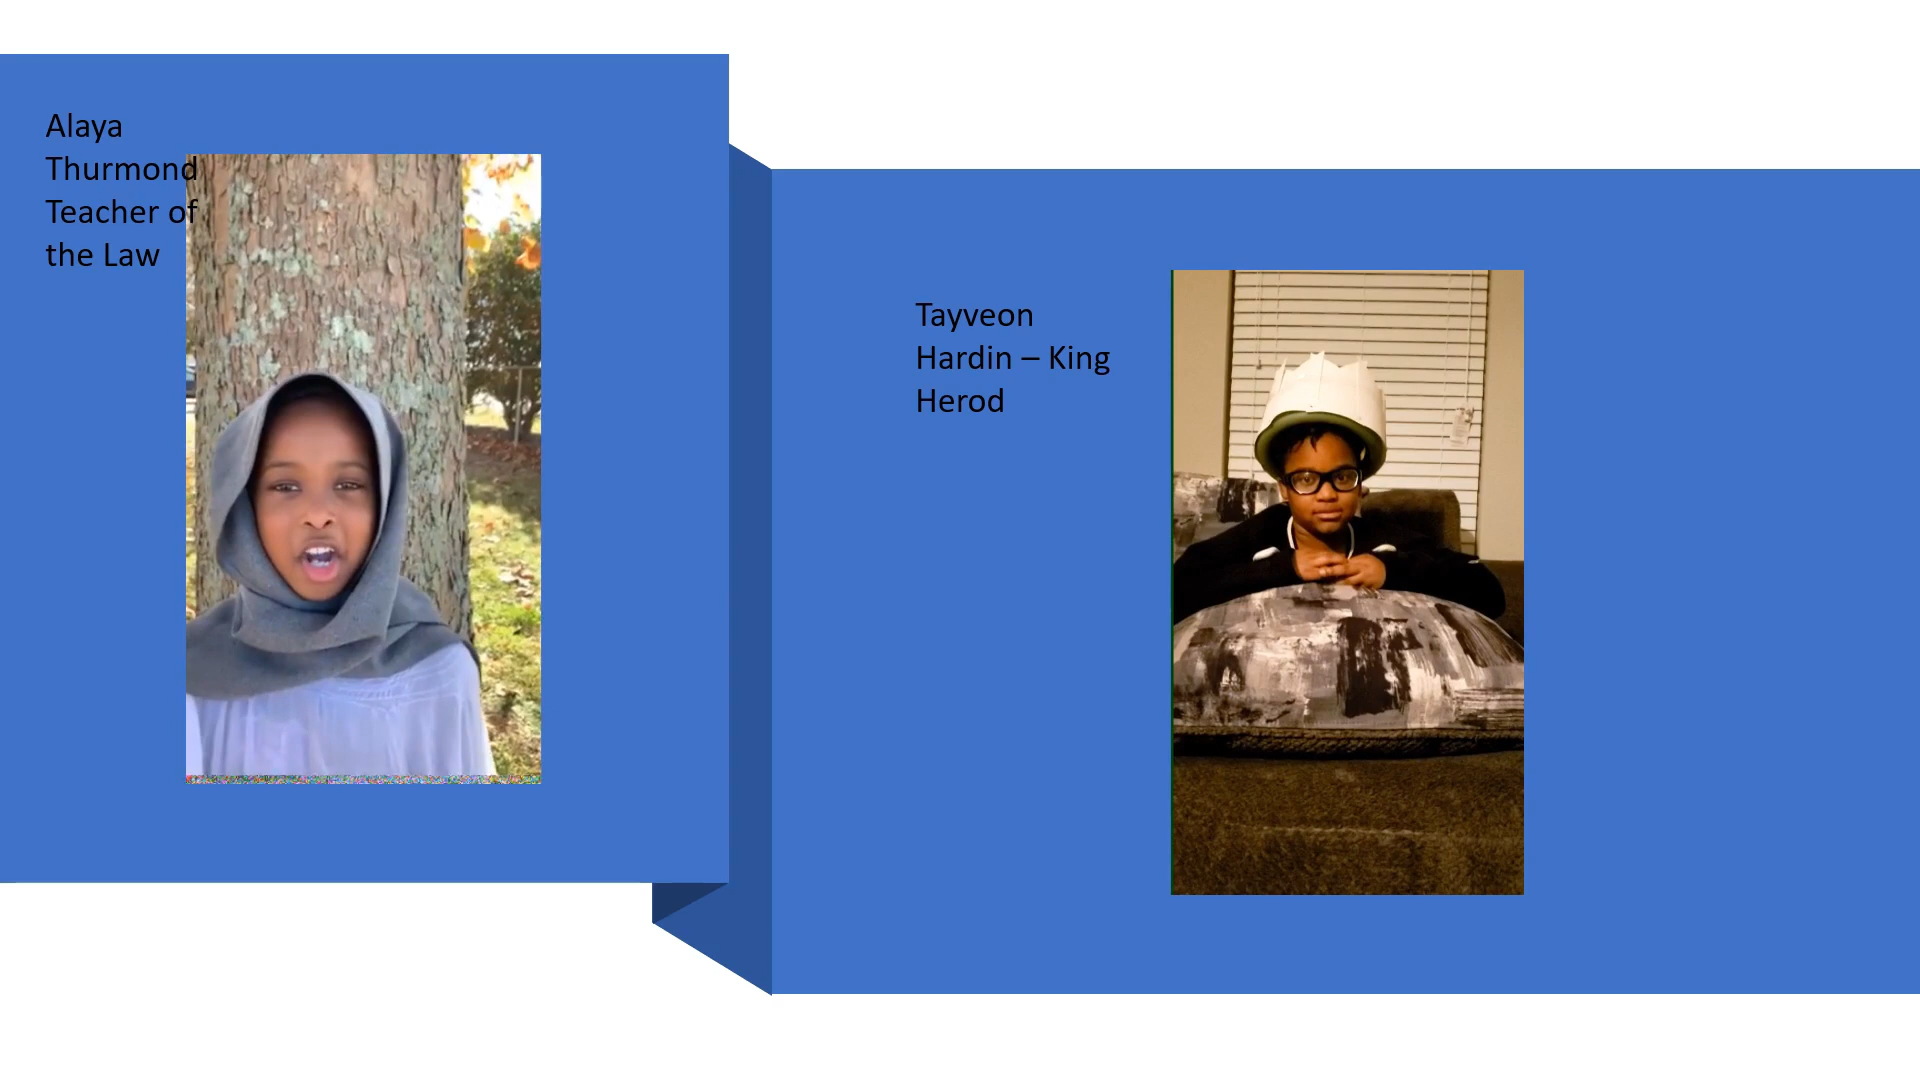 Alaya
Thurmond
Teacher of
the Law
Tayveon
Hardin – King
Herod